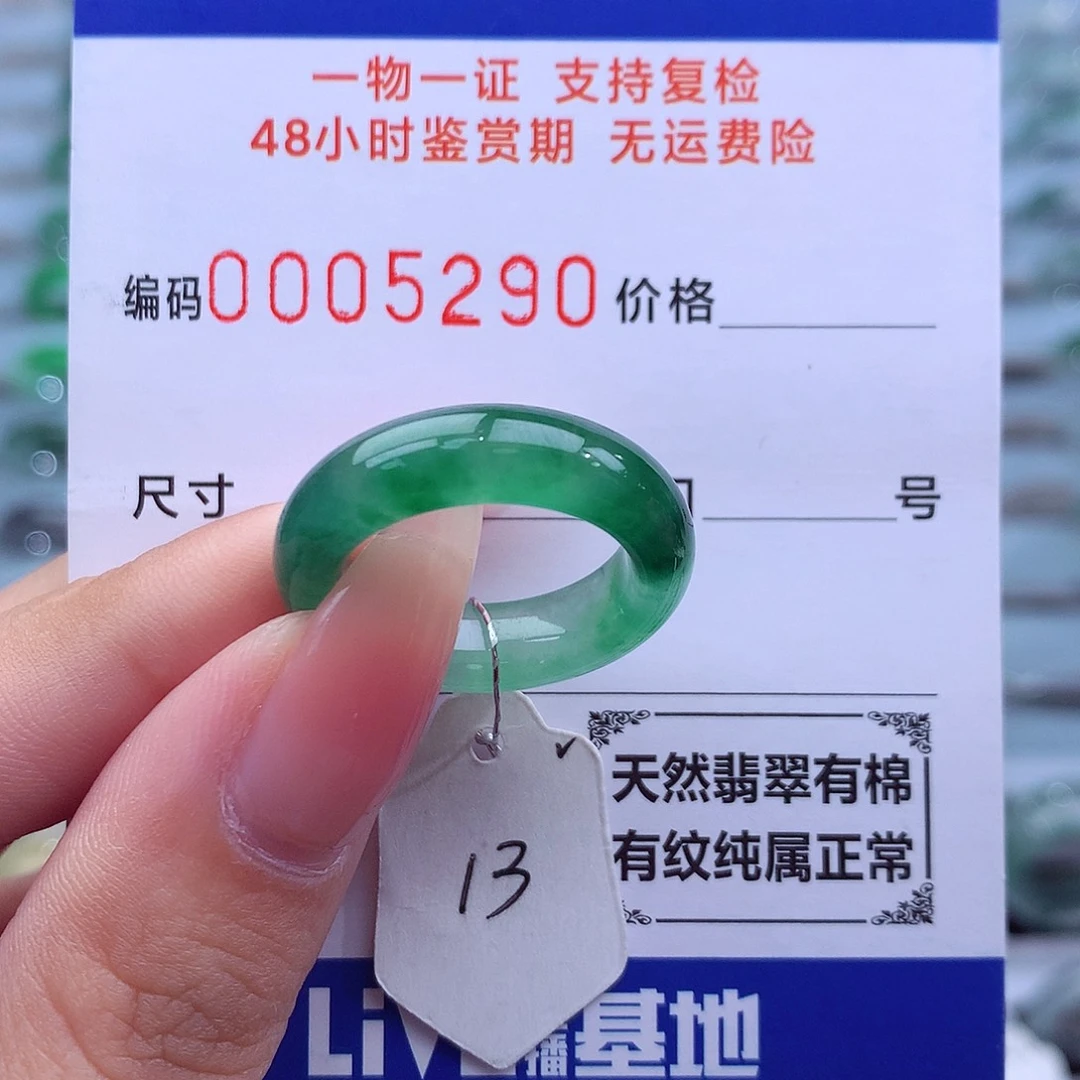 一物一证 支持复检
48小时鉴赏期 无运费险
编码0005290 价格
尺寸 号
天然翡翠有棉
有纹纯属正常
13
LiV 播基地